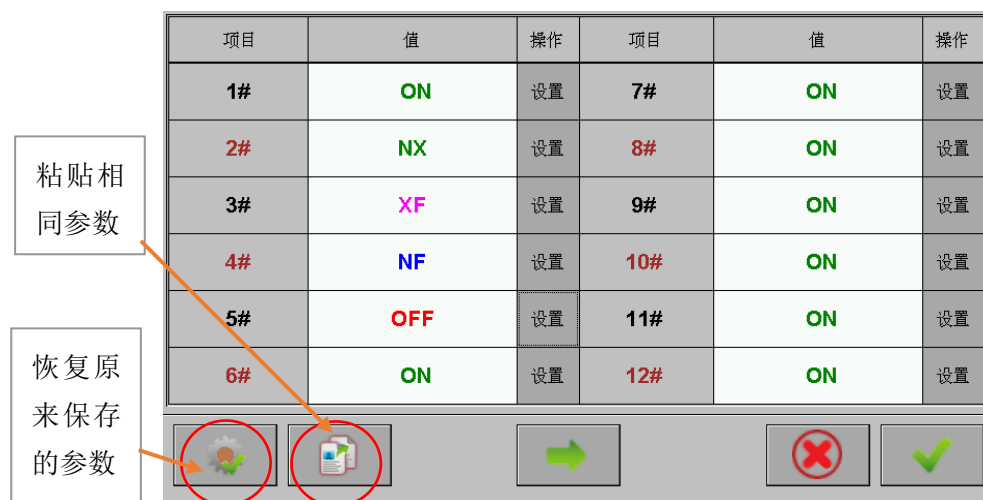 项目 值 操作 项目 值 操作
1# ON 设置 7# ON 设置
2# NX 设置 8# ON 设置
3# XF 设置 9# ON 设置
4# NF 设置 10# ON 设置
5# OFF 设置 11# ON 设置
6# ON 设置 12# ON 设置
粘贴相
同参数
恢复原
来保存
的参数